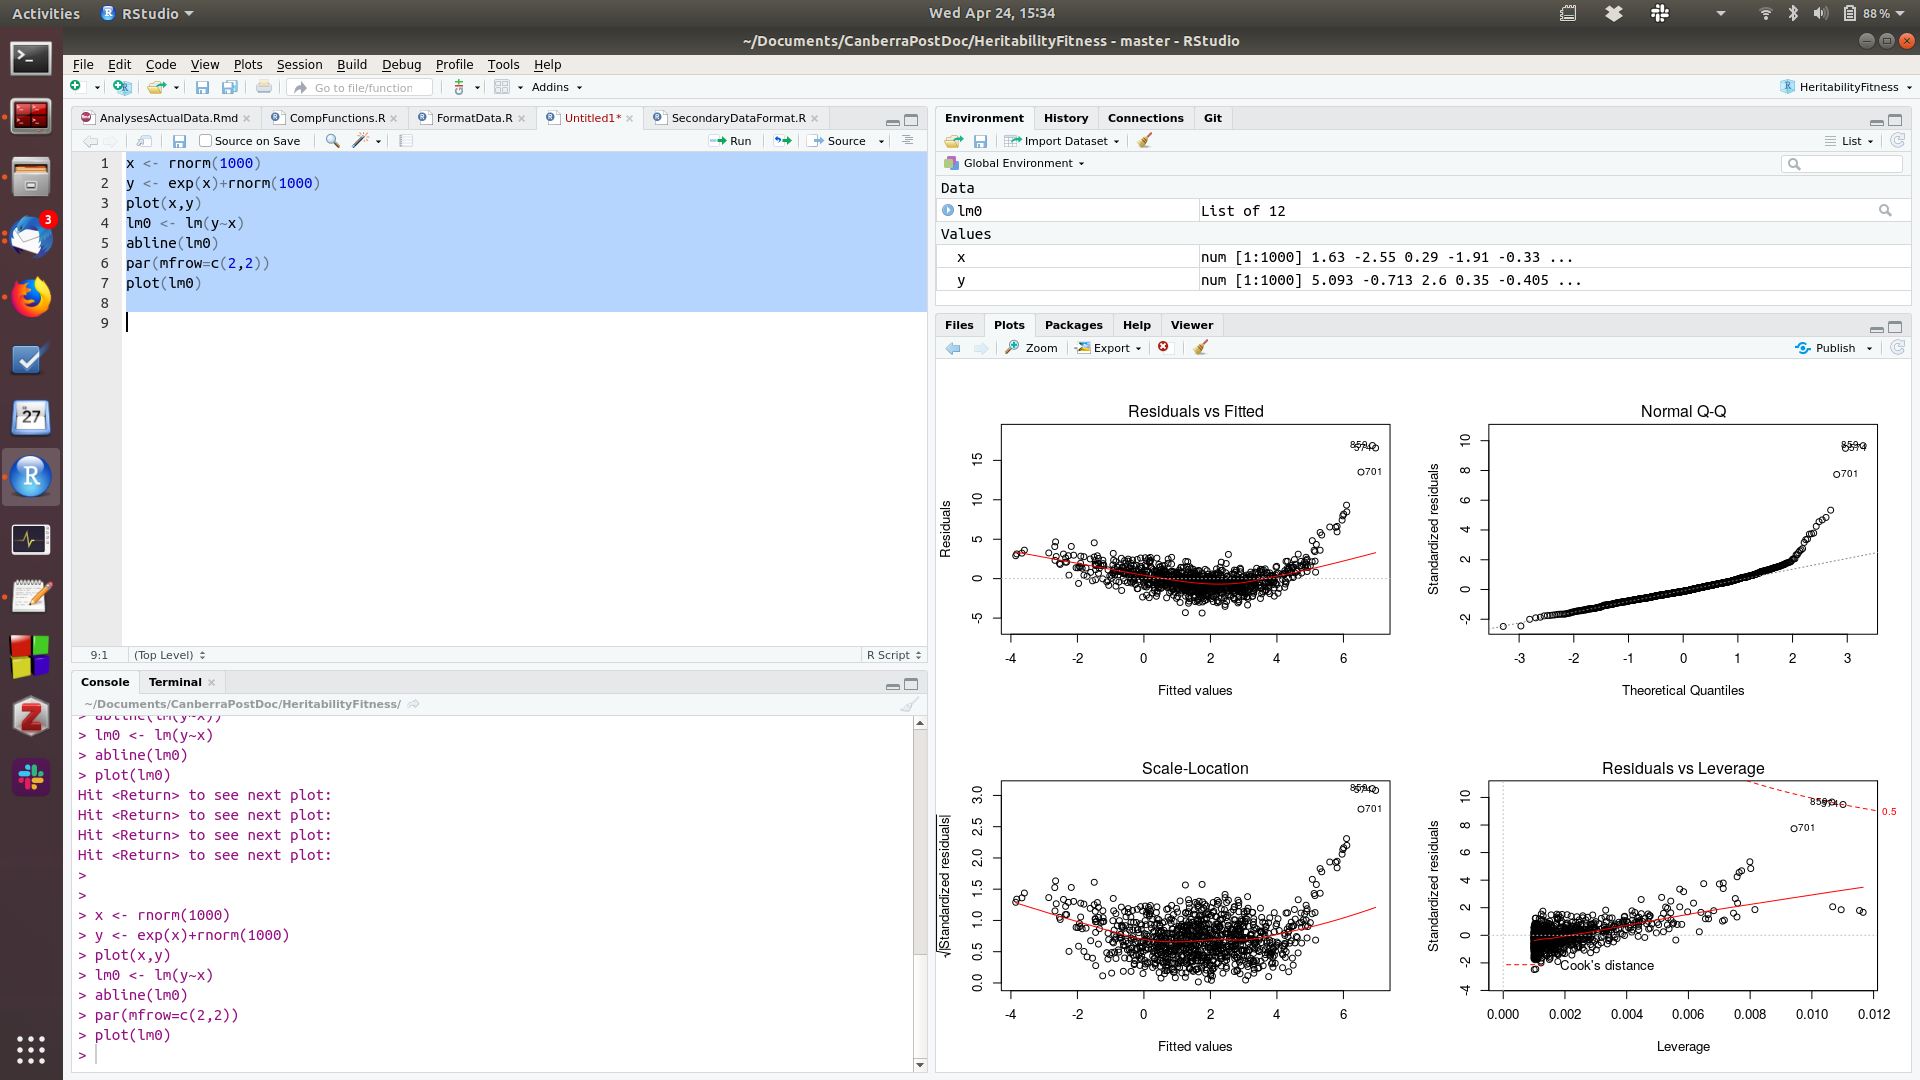 Activities RStudio Wed Apr 24, 15:34 88%
~/Documents/CanberraPostDoc/HeritabilityFitness - master - RStudio
File Edit Code View Plots Session Build Debug Profile Tools Help
Go to file/function Addins HeritabilityFitness
AnalysesActualData.Rmd CompFunctions.R FormatData.R Untitled1* SecondaryDataFormat.R
Source on Save Run Source
1 x <- rnorm(1000)
2 y <- exp(x)+rnorm(1000)
3 plot(x,y)
4 lm0 <- lm(y~x)
5 abline(lm0)
6 par(mfrow=c(2,2))
7 plot(lm0)
8
9
9:1 (Top Level) R Script
Console Terminal
~/Documents/CanberraPostDoc/HeritabilityFitness/
> abline(lm(y~x))
> lm0 <- lm(y~x)
> abline(lm0)
> plot(lm0)
Hit <Return> to see next plot:
Hit <Return> to see next plot:
Hit <Return> to see next plot:
Hit <Return> to see next plot:
>
>
> x <- rnorm(1000)
> y <- exp(x)+rnorm(1000)
> plot(x,y)
> lm0 <- lm(y~x)
> abline(lm0)
> par(mfrow=c(2,2))
> plot(lm0)
>
Environment History Connections Git
Import Dataset List
Global Environment
Data
lm0 List of 12
Values
x num [1:1000] 1.63 -2.55 0.29 -1.91 -0.33 ...
y num [1:1000] 5.093 -0.713 2.6 0.35 -0.405 ...
Files Plots Packages Help Viewer
Zoom Export Publish
Residuals vs Fitted
Residuals
15
10
5
0
-5
859
574
701
-4 -2 0 2 4 6
Fitted values
Normal Q-Q
Standardized residuals
10
8
6
4
2
0
-2
859
574
701
-3 -2 -1 0 1 2 3
Theoretical Quantiles
Scale-Location
√|Standardized residuals|
3.0
2.5
2.0
1.5
1.0
0.5
0.0
859
574
701
-4 -2 0 2 4 6
Fitted values
Residuals vs Leverage
Standardized residuals
10
8
6
4
2
0
-2
-4
859
574
701
0.5
Cook's distance
0.000 0.002 0.004 0.006 0.008 0.010 0.012
Leverage
3
27
R
Z